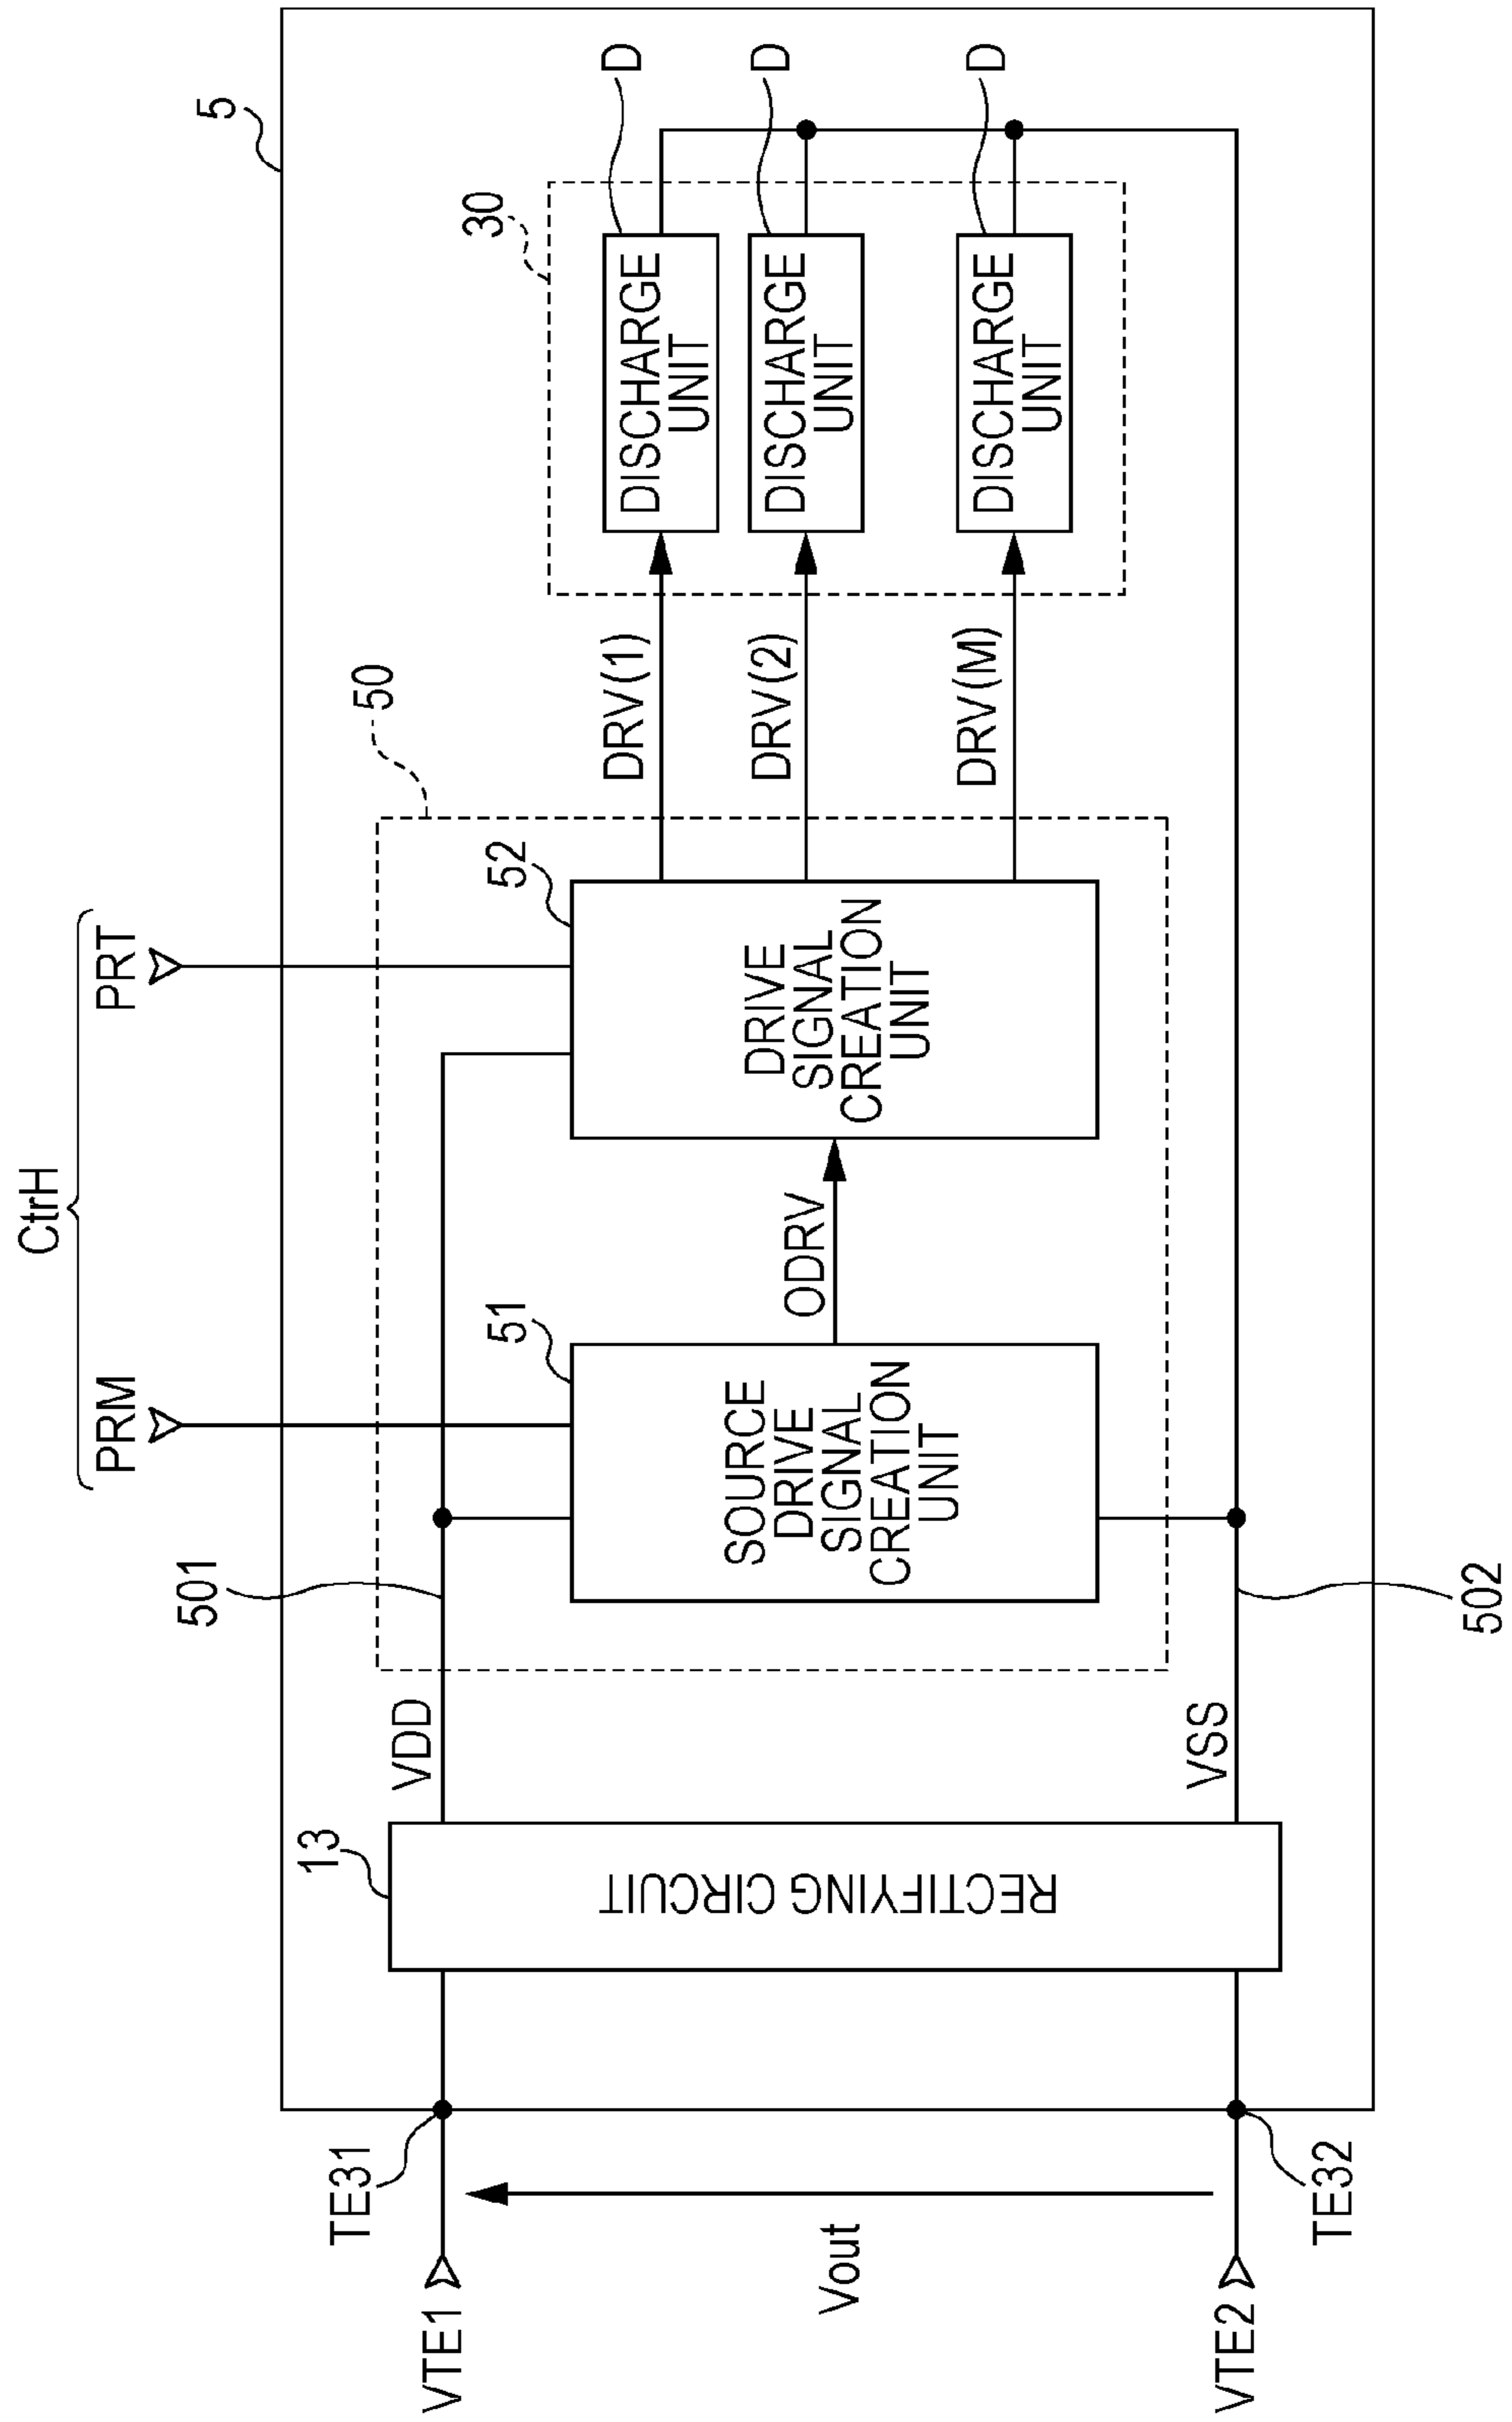 CtrH
PRM
PRT
5
501
50
30
51
52
13
VDD
VSS
502
RECTIFYING CIRCUIT
SOURCE
DRIVE
SIGNAL
CREATION
UNIT
ODRV
DRIVE
SIGNAL
CREATION
UNIT
DRV(1)
DRV(2)
DRV(M)
DISCHARGE
UNIT
D
DISCHARGE
UNIT
D
DISCHARGE
UNIT
D
TE31
TE32
VTE1
VTE2
Vout